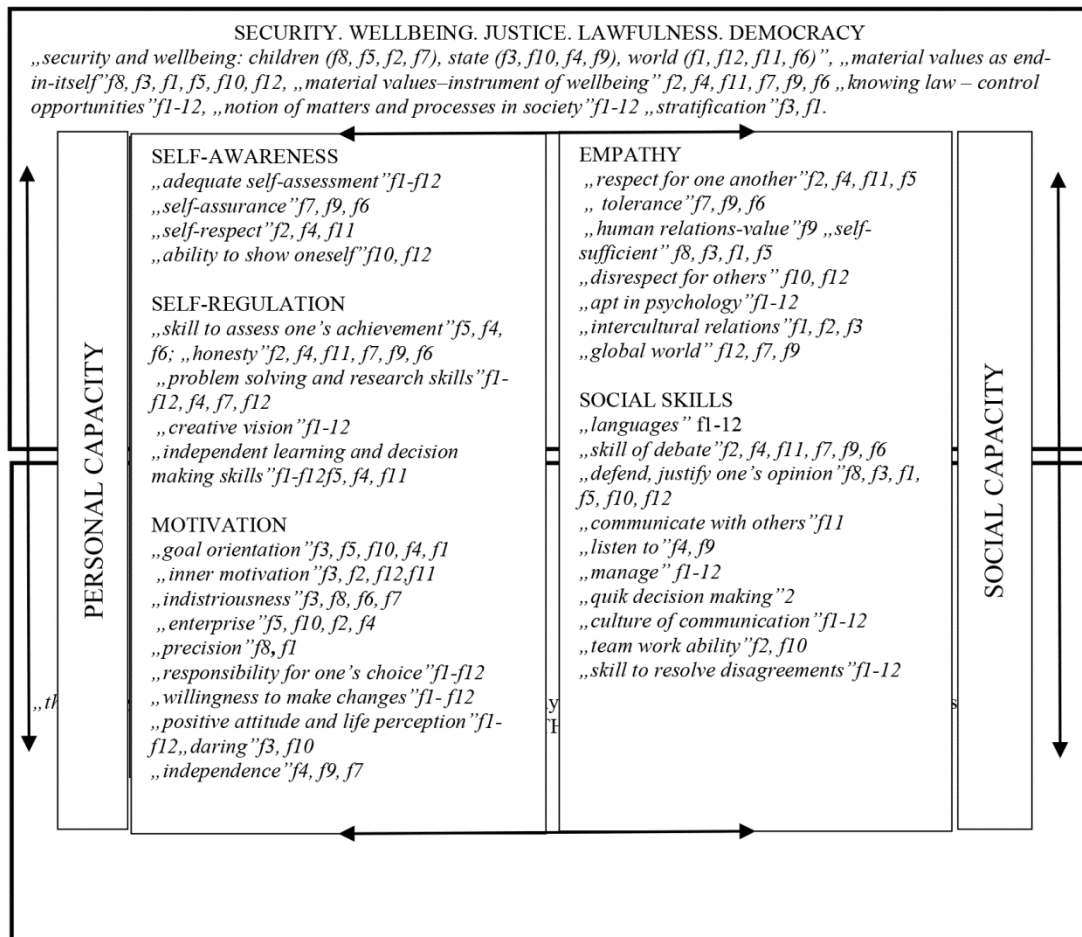 SECURITY. WELLBEING. JUSTICE. LAWFULNESS. DEMOCRACY
„security and wellbeing: children (f8, f5, f2, f7), state (f3, f10, f4, f9), world (f1, f12, f11, f6)”, „material values as end-
in-itself”f8, f3, f1, f5, f10, f12, „material values–instrument of wellbeing” f2, f4, f11, f7, f9, f6 „knowing law – control
opportunities”f1-12, „notion of matters and processes in society”f1-12 „stratification”f3, f1.
PERSONAL CAPACITY
SELF-AWARENESS
„adequate self-assessment”f1-f12
„self-assurance”f7, f9, f6
„self-respect”f2, f4, f11
„ability to show oneself”f10, f12
SELF-REGULATION
„skill to assess one’s achievement”f5, f4,
f6; „honesty”f2, f4, f11, f7, f9, f6
„problem solving and research skills”f1-
f12, f4, f7, f12
„creative vision”f1-12
„independent learning and decision
making skills”f1-f12f5, f4, f11
MOTIVATION
„goal orientation”f3, f5, f10, f4, f1
„inner motivation”f3, f2, f12,f11
„indistriousness”f3, f8, f6, f7
„enterprise”f5, f10, f2, f4
„precision”f8, f1
„responsibility for one’s choice”f1-f12
„willingness to make changes”f1- f12
„positive attitude and life perception”f1-
f12„daring”f3, f10
„independence”f4, f9, f7
EMPATHY
„respect for one another”f2, f4, f11, f5
„ tolerance”f7, f9, f6
„human relations-value”f9 „self-
sufficient” f8, f3, f1, f5
„disrespect for others” f10, f12
„apt in psychology”f1-12
„intercultural relations”f1, f2, f3
„global world” f12, f7, f9
SOCIAL SKILLS
„languages” f1-12
„skill of debate”f2, f4, f11, f7, f9, f6
„defend, justify one’s opinion”f8, f3, f1,
f5, f10, f12
„communicate with others”f11
„listen to”f4, f9
„manage” f1-12
„quik decision making”2
„culture of communication”f1-12
„team work ability”f2, f10
„skill to resolve disagreements”f1-12
SOCIAL CAPACITY